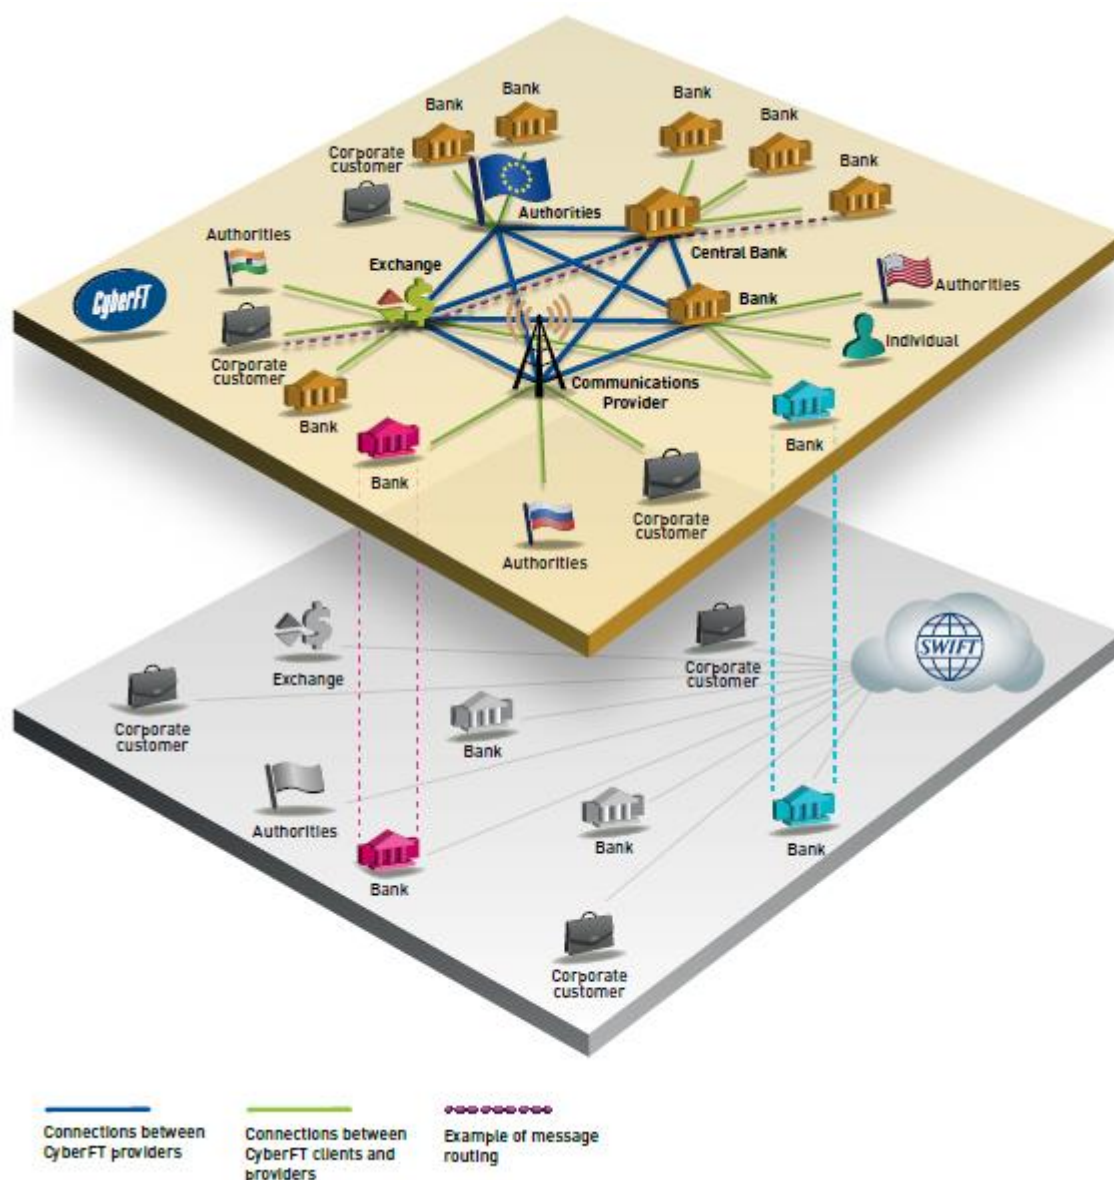 Bank
Bank
Bank
Bank
Bank
Corporate
customer
Authorities
Authorities
Central Bank
Exchange
CyberFT
Bank
Authorities
Individual
Corporate
customer
Communications
Provider
Bank
Bank
Bank
Corporate
customer
Authorities
SWIFT
Corporate
customer
Exchange
Corporate
customer
Bank
Authorities
Bank
Bank
Bank
Corporate
customer
Connections between
CyberFT providers
Connections between
CyberFT clients and
providers
Example of message
routing